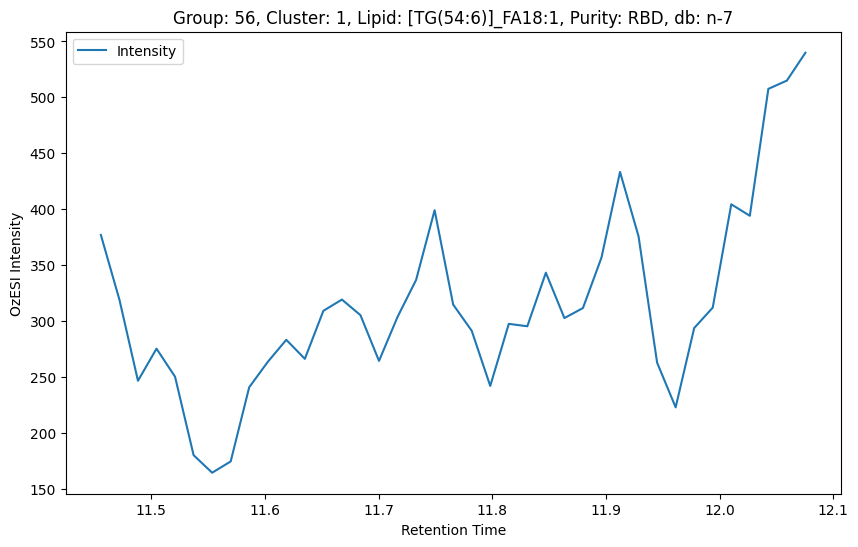 Group: 56, Cluster: 1, Lipid: [TG(54:6)]_FA18:1, Purity: RBD, db: n-7
Intensity
550
500
450
400
350
300
250
200
150
OzESI Intensity
11.5 11.6 11.7 11.8 11.9 12.0 12.1
Retention Time